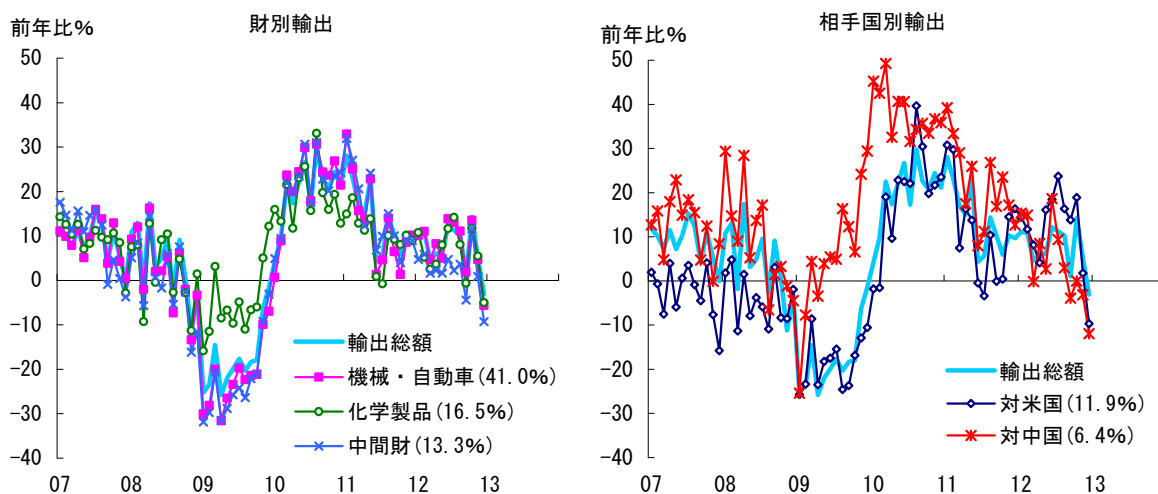 財別輸出
前年比%
50
40
30
20
10
0
-10
-20
-30
-40
輸出総額
機械・自動車(41.0%)
化学製品(16.5%)
中間財(13.3%)
07 08 09 10 11 12 13
相手国別輸出
前年比%
50
40
30
20
10
0
-10
-20
-30
-40
輸出総額
対米国(11.9%)
対中国(6.4%)
07 08 09 10 11 12 13